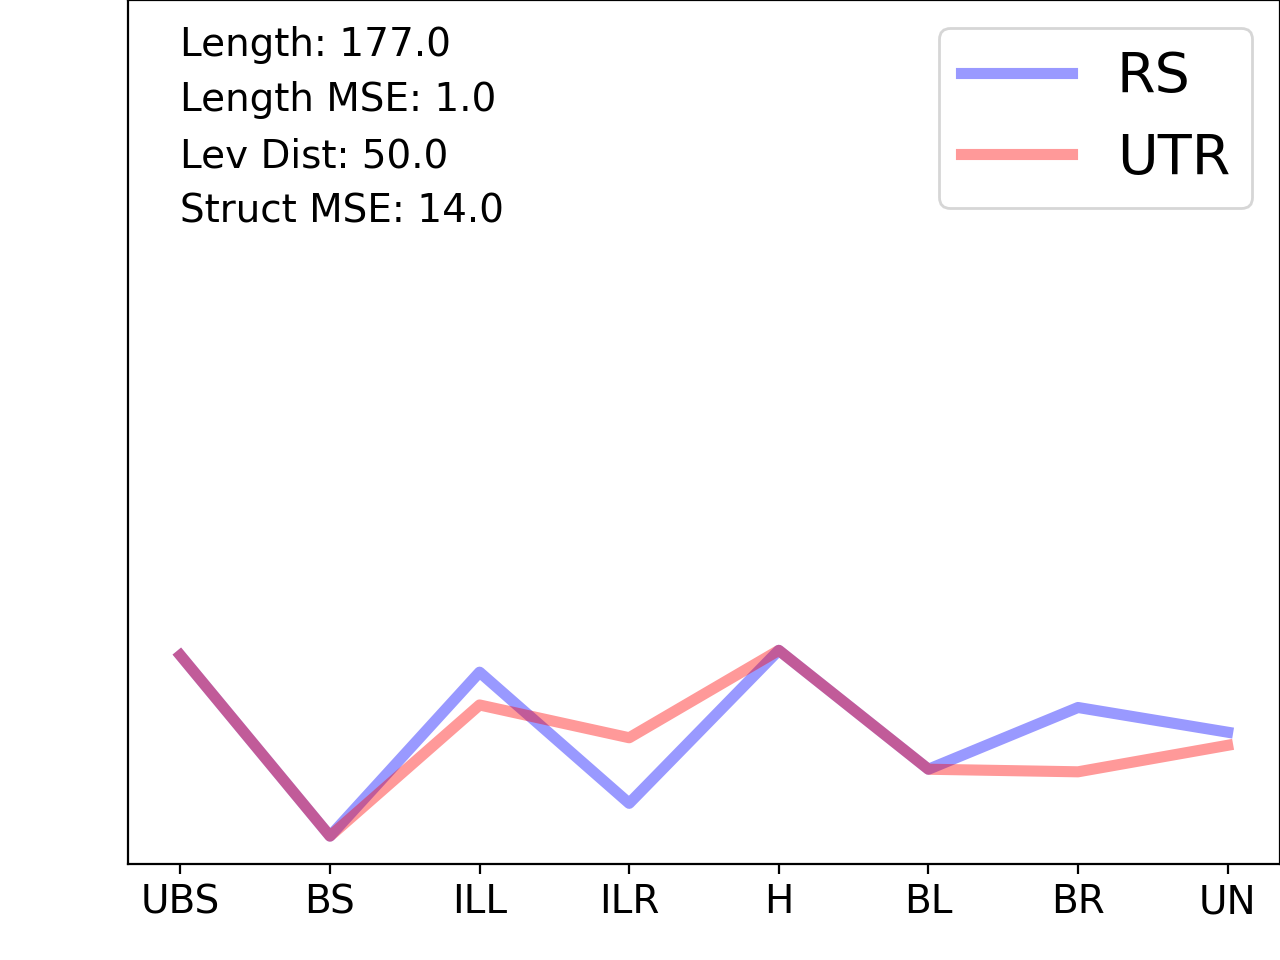 Length: 177.0
Length MSE: 1.0
Lev Dist: 50.0
Struct MSE: 14.0
RS
UTR
UBS BS ILL ILR H BL BR UN